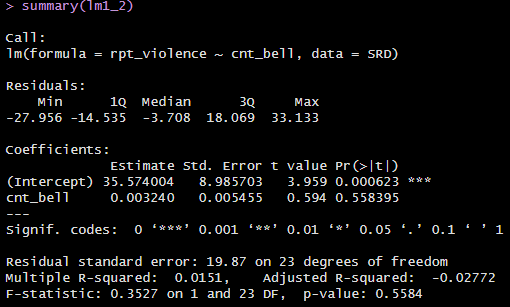 > summary(lm1_2)
Call:
lm(formula = rpt_violence ~ cnt_bell, data = SRD)
Residuals:
    Min      1Q  Median      3Q     Max
-27.956 -14.535  -3.708  18.069  33.133
Coefficients:
             Estimate Std. Error t value Pr(>|t|)
(Intercept) 35.574004   8.985703   3.959 0.000623 ***
cnt_bell     0.003240   0.005455   0.594 0.558395
---
Signif. codes:  0 ‘***’ 0.001 ‘**’ 0.01 ‘*’ 0.05 ‘.’ 0.1 ‘ ’ 1
Residual standard error: 19.87 on 23 degrees of freedom
Multiple R-squared:  0.0151,	Adjusted R-squared:  -0.02772
F-statistic: 0.3527 on 1 and 23 DF,  p-value: 0.5584